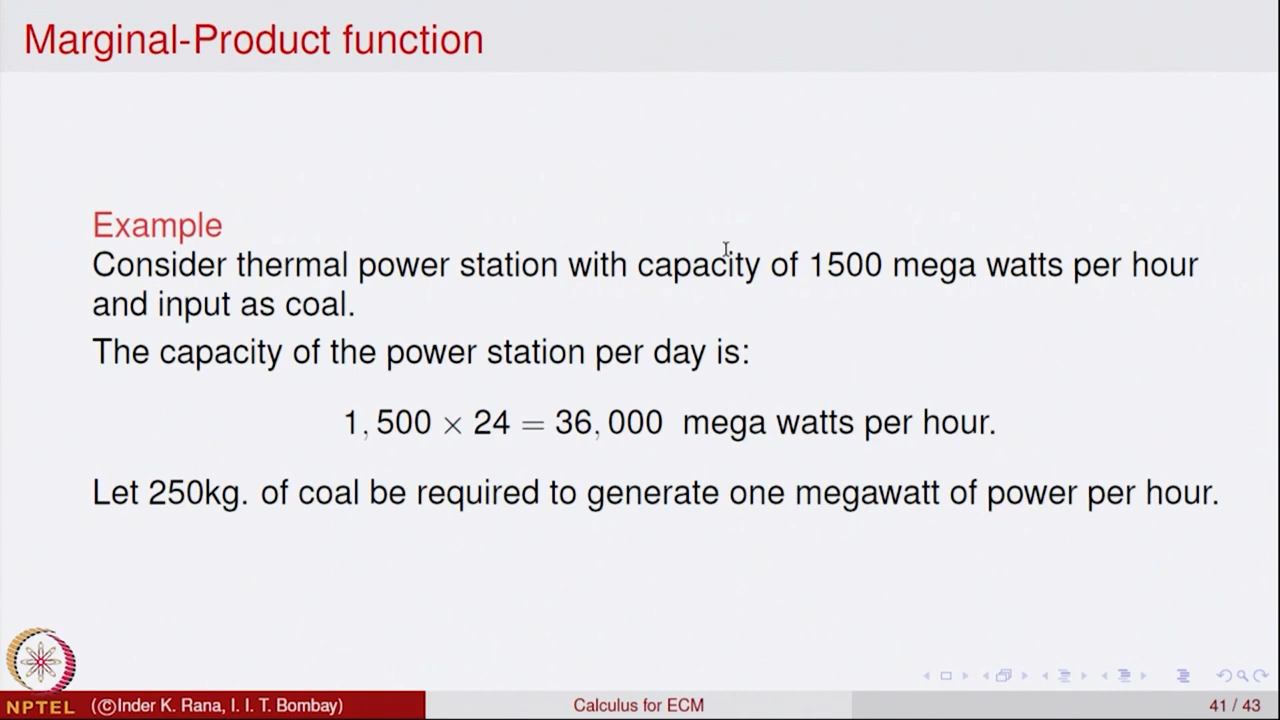 Marginal-Product function
Example
Consider thermal power station with capacity of 1500 mega watts per hour
and input as coal.
The capacity of the power station per day is:
1, 500 × 24 = 36, 000 mega watts per hour.
Let 250kg. of coal be required to generate one megawatt of power per hour.
NPTEL
(©Inder K. Rana, I. I. T. Bombay)
Calculus for ECM
41 / 43